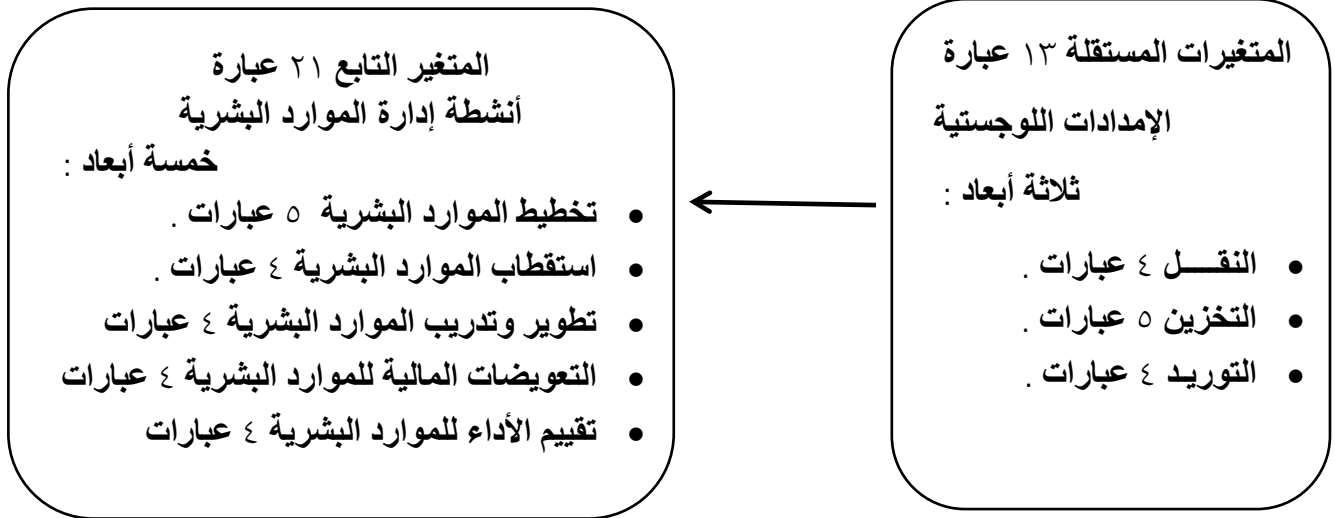 المتغيرات المستقلة ١٣ عبارة
الإمدادات اللوجستية
ثلاثة أبعاد :
• النقــــل ٤ عبارات .
• التخزين ٥ عبارات .
• التوريـد ٤ عبارات .
المتغير التابع ٢١ عبارة
أنشطة إدارة الموارد البشرية
خمسة أبعاد :
• تخطيط الموارد البشرية ٥ عبارات .
• استقطاب الموارد البشرية ٤ عبارات .
• تطوير وتدريب الموارد البشرية ٤ عبارات
• التعويضات المالية للموارد البشرية ٤ عبارات
• تقييم الأداء للموارد البشرية ٤ عبارات